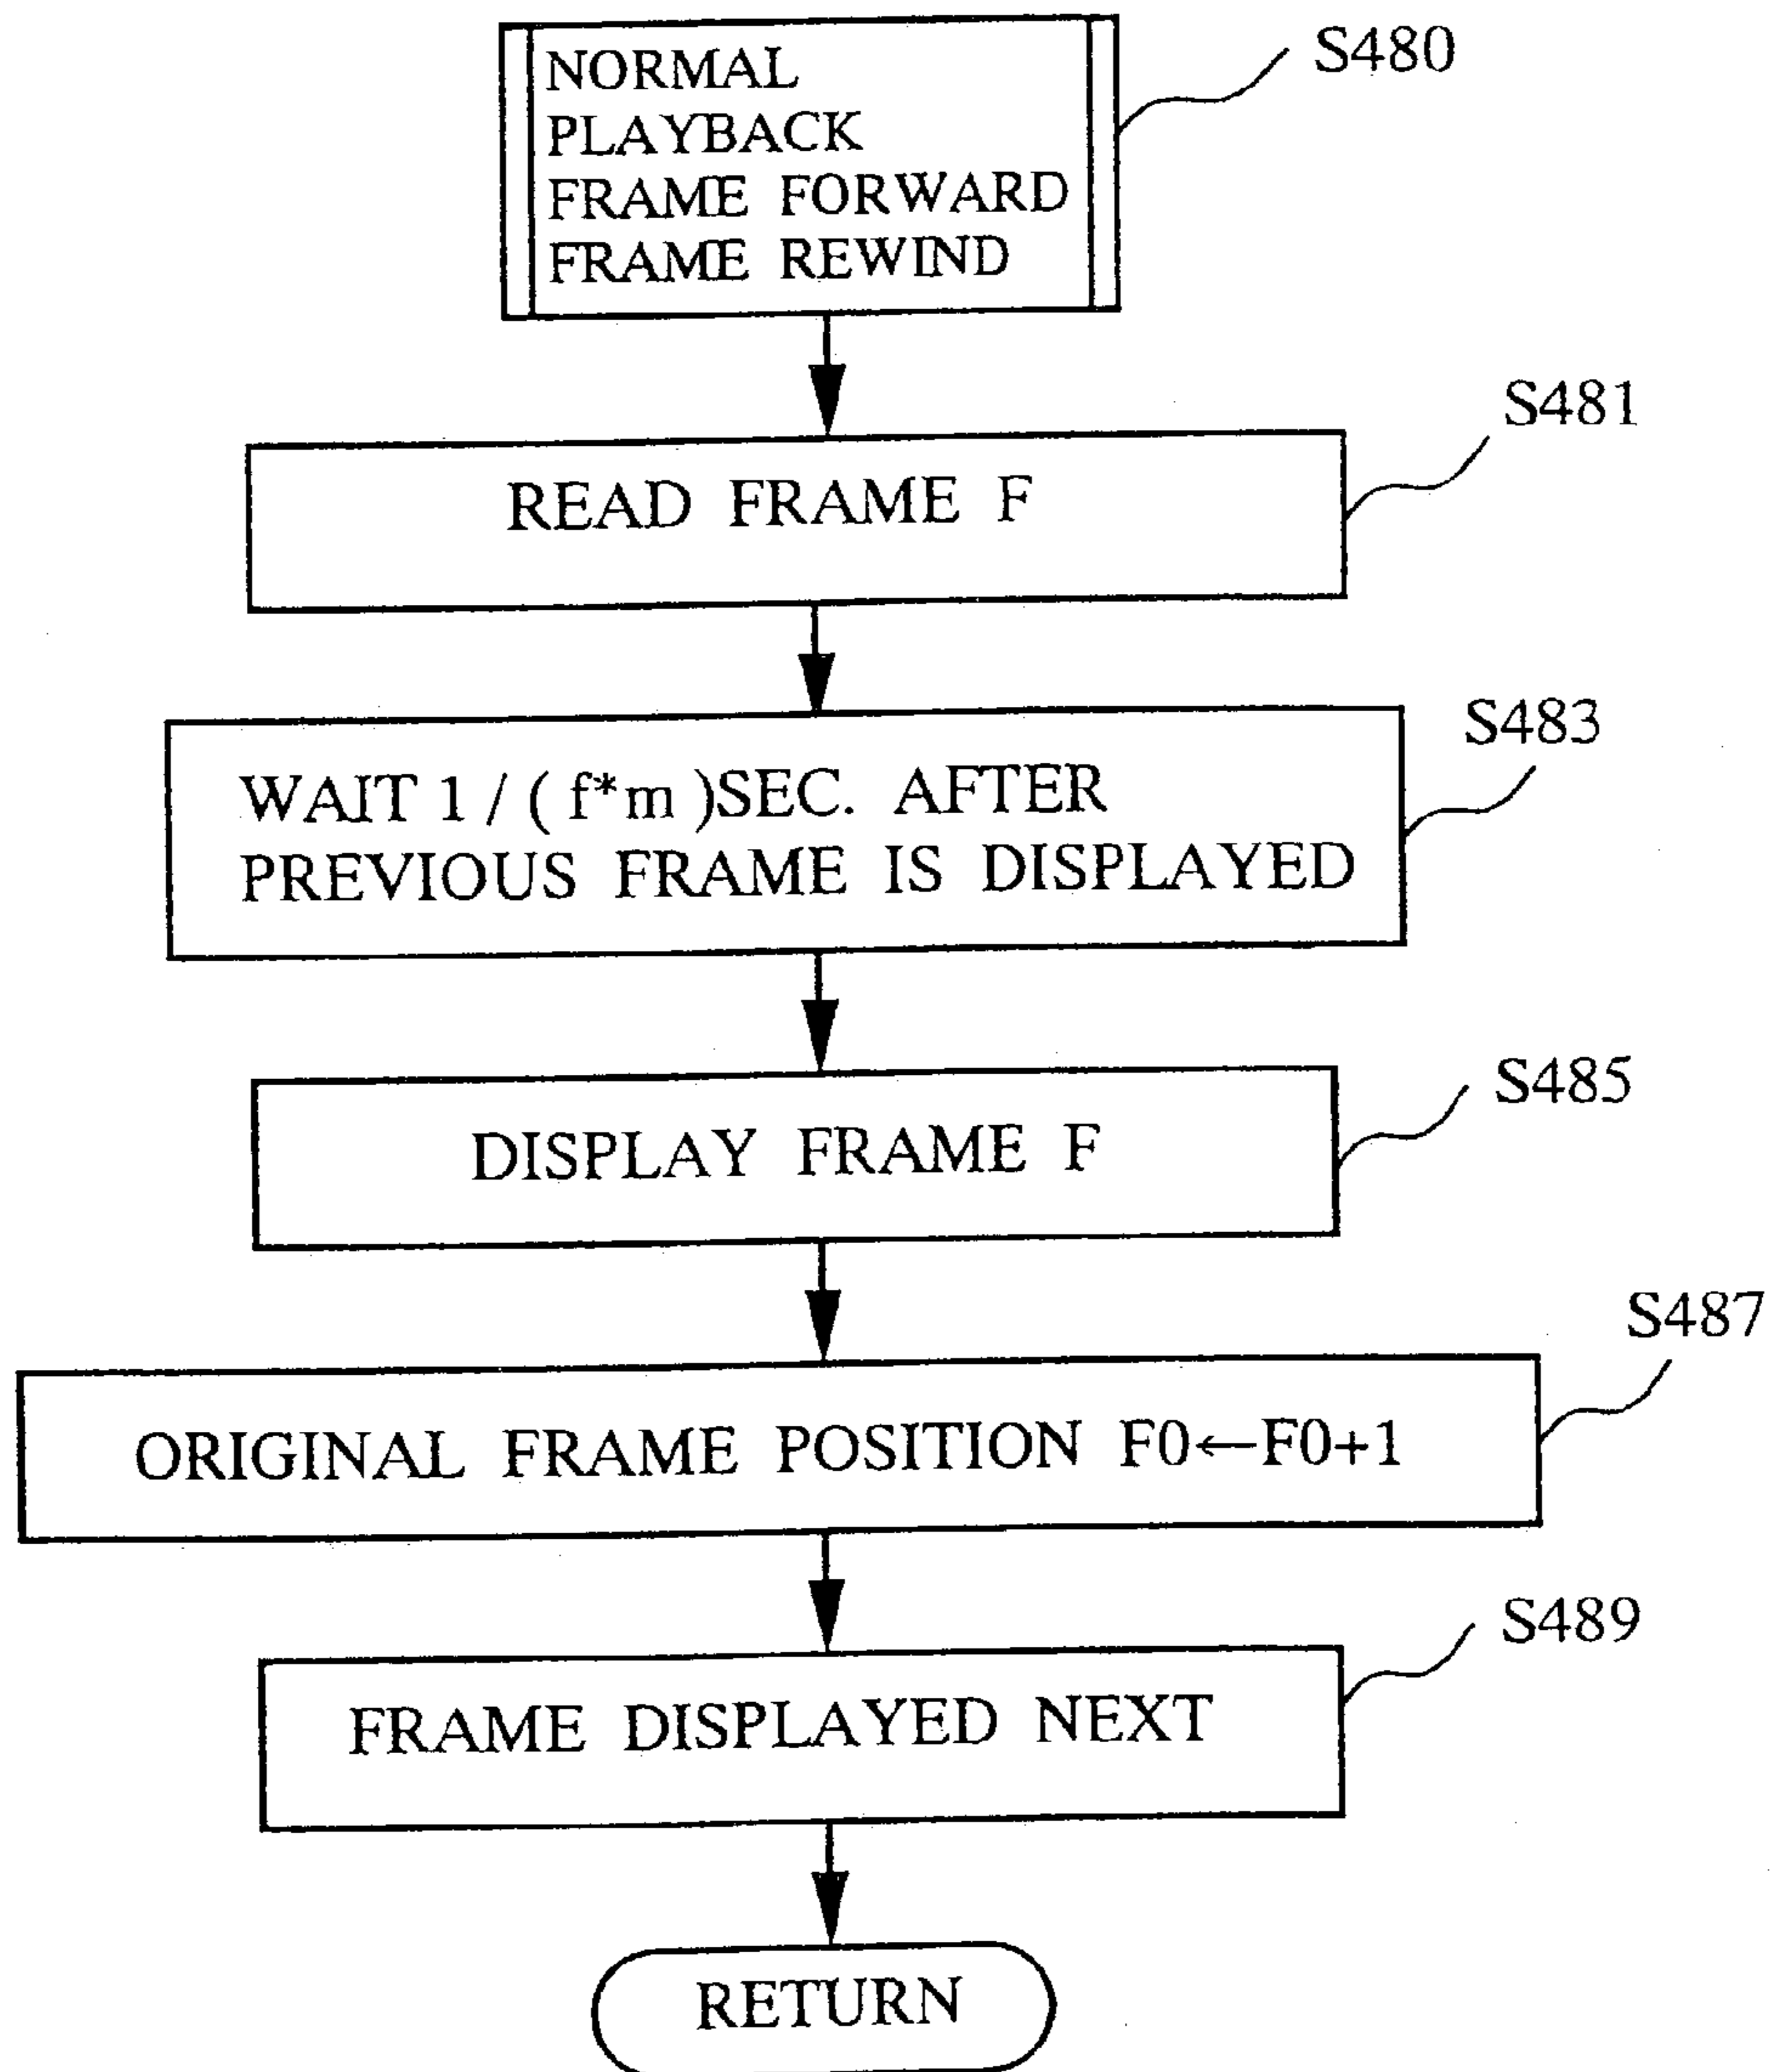 NORMAL
PLAYBACK
FRAME FORWARD
FRAME REWIND
S480
READ FRAME F
S481
WAIT 1 / ( f*m )SEC. AFTER
PREVIOUS FRAME IS DISPLAYED
S483
DISPLAY FRAME F
S485
ORIGINAL FRAME POSITION F0←F0+1
S487
FRAME DISPLAYED NEXT
S489
RETURN